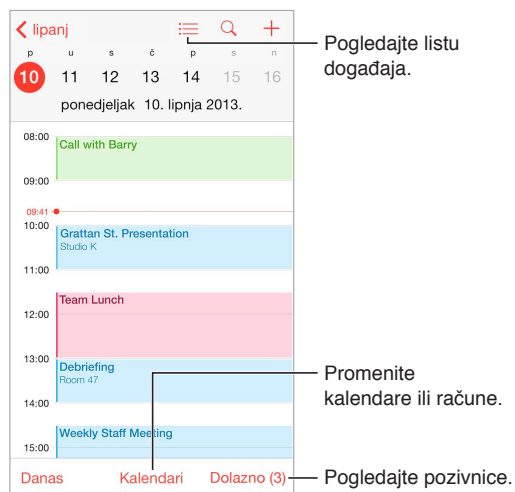 lipanj
p u s č p s n
10 11 12 13 14 15 16
ponedjeljak 10. lipnja 2013.
Pogledajte listu
događaja.
08:00
Call with Barry
09:00
09:41
10:00
Grattan St. Presentation
Studio K
11:00
Team Lunch
12:00
13:00
Debriefing
Room 47
14:00
Weekly Staff Meeting
15:00
Promenite
kalendare ili račune.
Danas Kalendari Dolazno (3)
Pogledajte pozivnice.